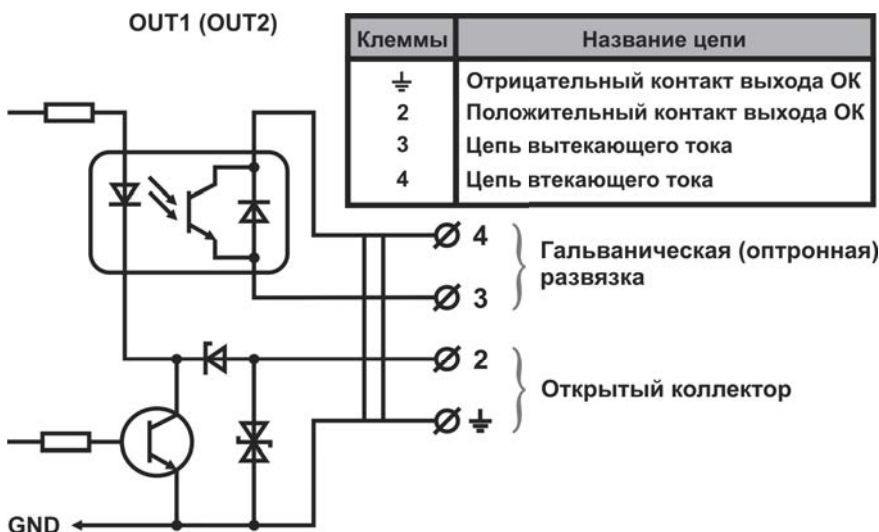 OUT1 (OUT2)
Клеммы Название цепи
⏚ Отрицательный контакт выхода ОК
2 Положительный контакт выхода ОК
3 Цепь вытекающего тока
4 Цепь втекающего тока
4
Гальваническая (оптронная)
развязка
3
2
Открытый коллектор
⏚
GND